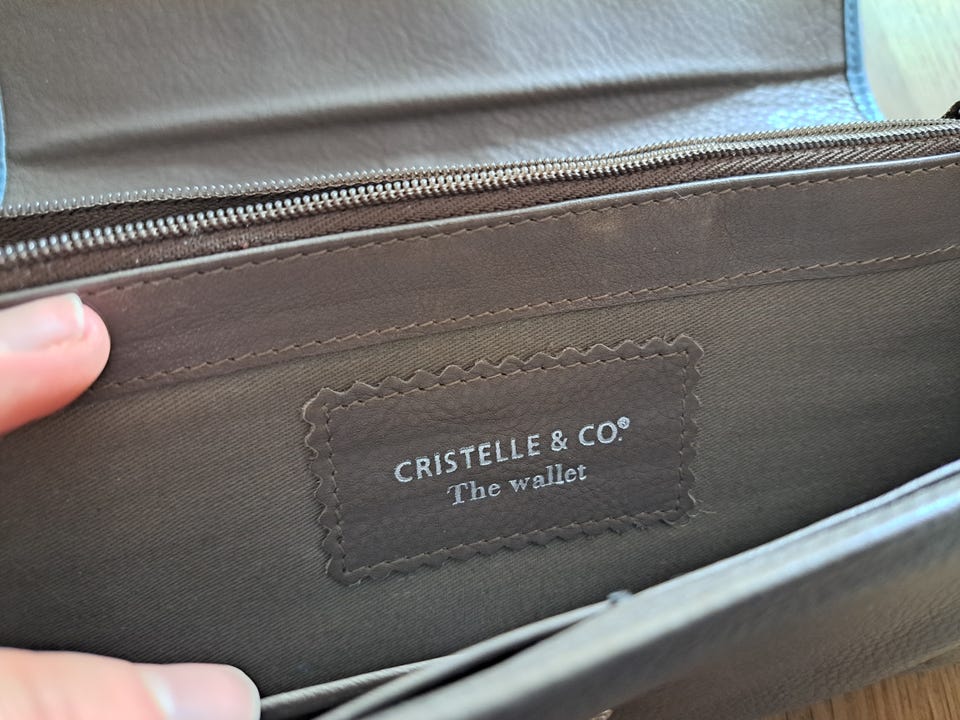 CRISTELLE & CO.®
The wallet